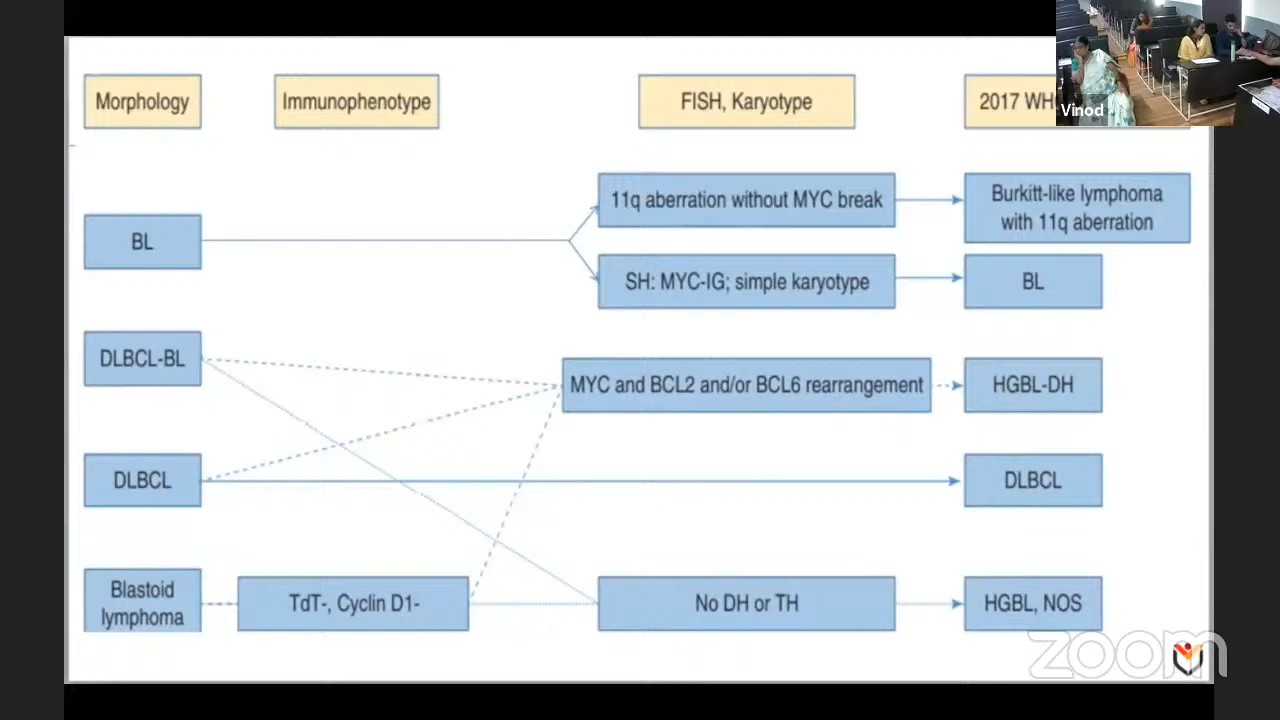 Morphology
Immunophenotype
FISH, Karyotype
2017 WH
Vinod
11q aberration without MYC break
Burkitt-like lymphoma
with 11q aberration
BL
SH: MYC-IG; simple karyotype
BL
DLBCL-BL
MYC and BCL2 and/or BCL6 rearrangement
HGBL-DH
DLBCL
DLBCL
Blastoid
lymphoma
TdT-, Cyclin D1-
No DH or TH
HGBL, NOS
zoom